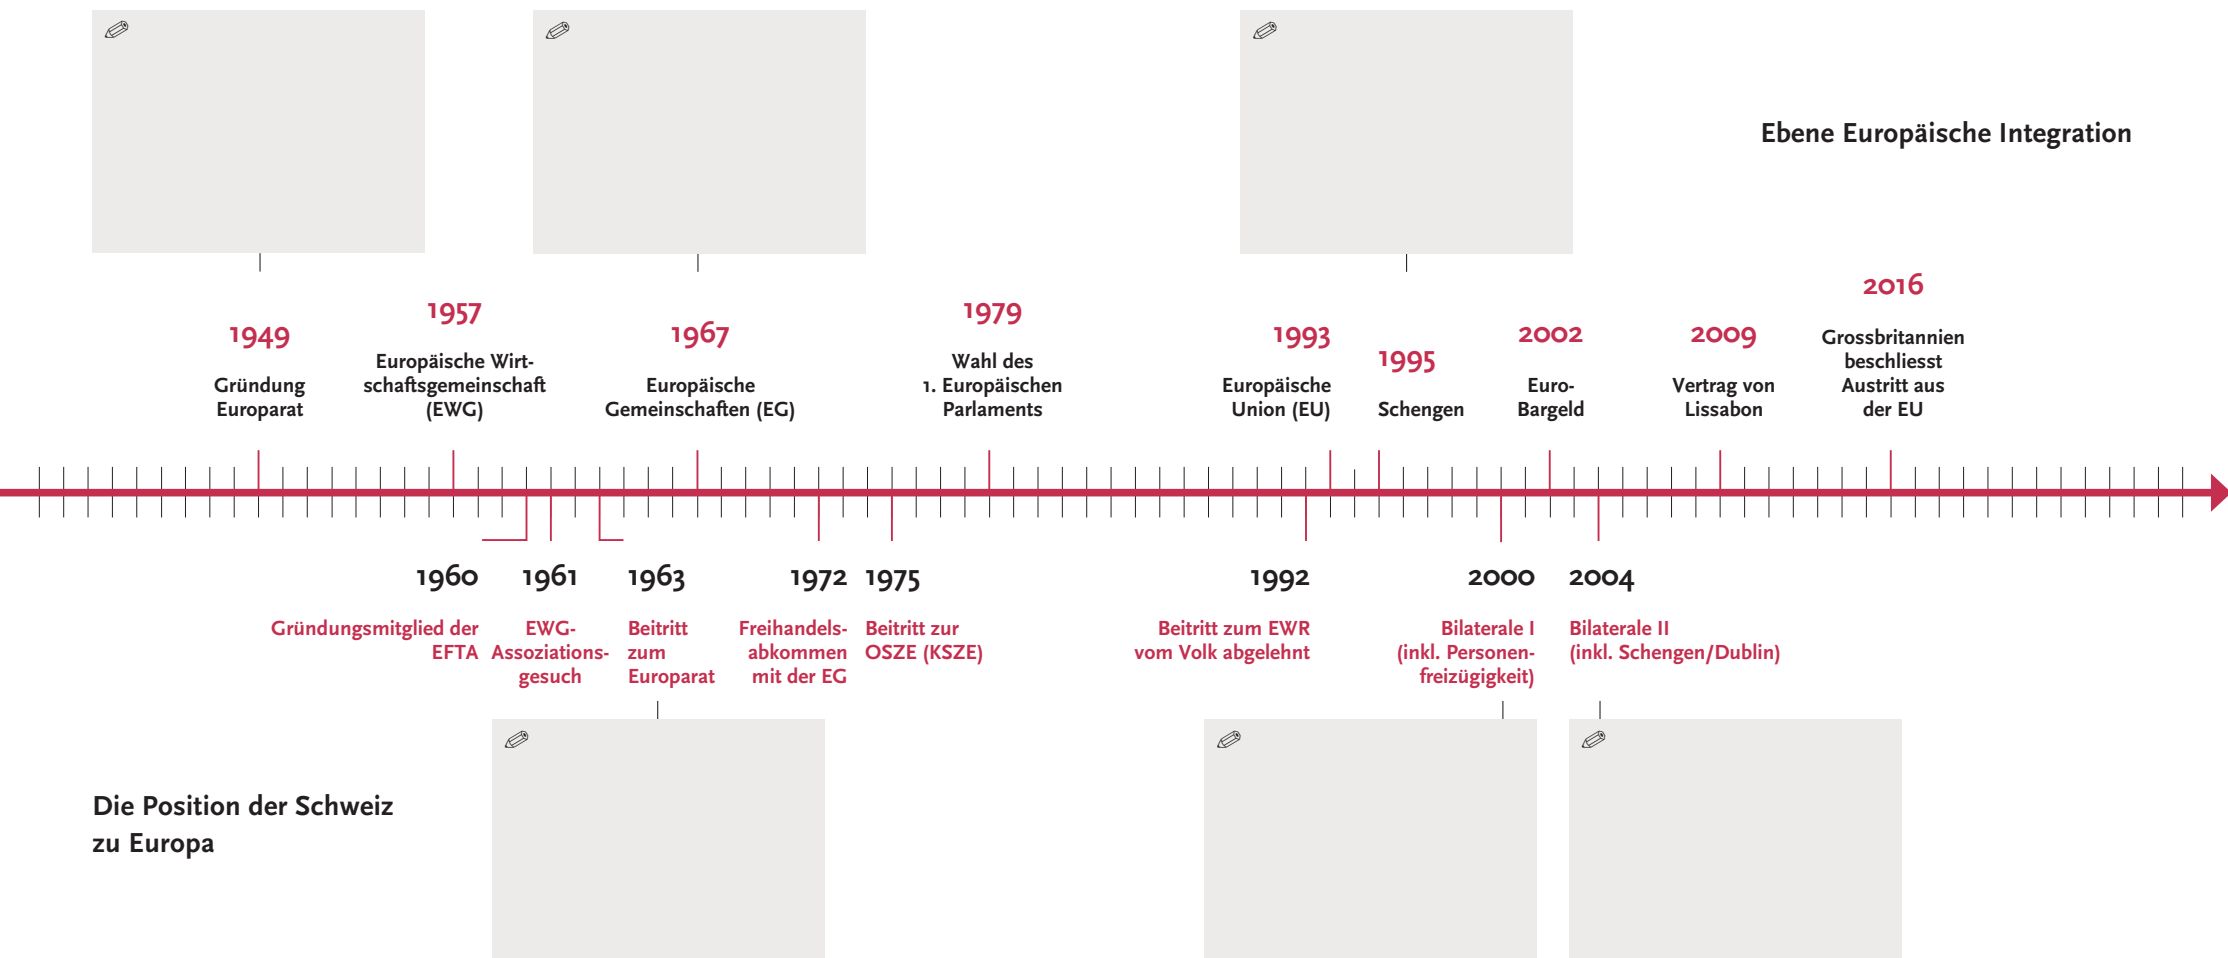 Ebene Europäische Integration
1949
Gründung
Europarat
1957
Europäische Wirt-
schaftsgemeinschaft
(EWG)
1967
Europäische
Gemeinschaften (EG)
1979
Wahl des
1. Europäischen
Parlaments
1993
Europäische
Union (EU)
1995
Schengen
2002
Euro-
Bargeld
2009
Vertrag von
Lissabon
2016
Grossbritannien
beschliesst
Austritt aus
der EU
1960
Gründungsmitglied der
EFTA
1961
EWG-
Assoziations-
gesuch
1963
Beitritt
zum
Europarat
1972
Freihandels-
abkommen
mit der EG
1975
Beitritt zur
OSZE (KSZE)
1992
Beitritt zum EWR
vom Volk abgelehnt
2000
Bilaterale I
(inkl. Personen-
freizügigkeit)
2004
Bilaterale II
(inkl. Schengen/Dublin)
Die Position der Schweiz
zu Europa